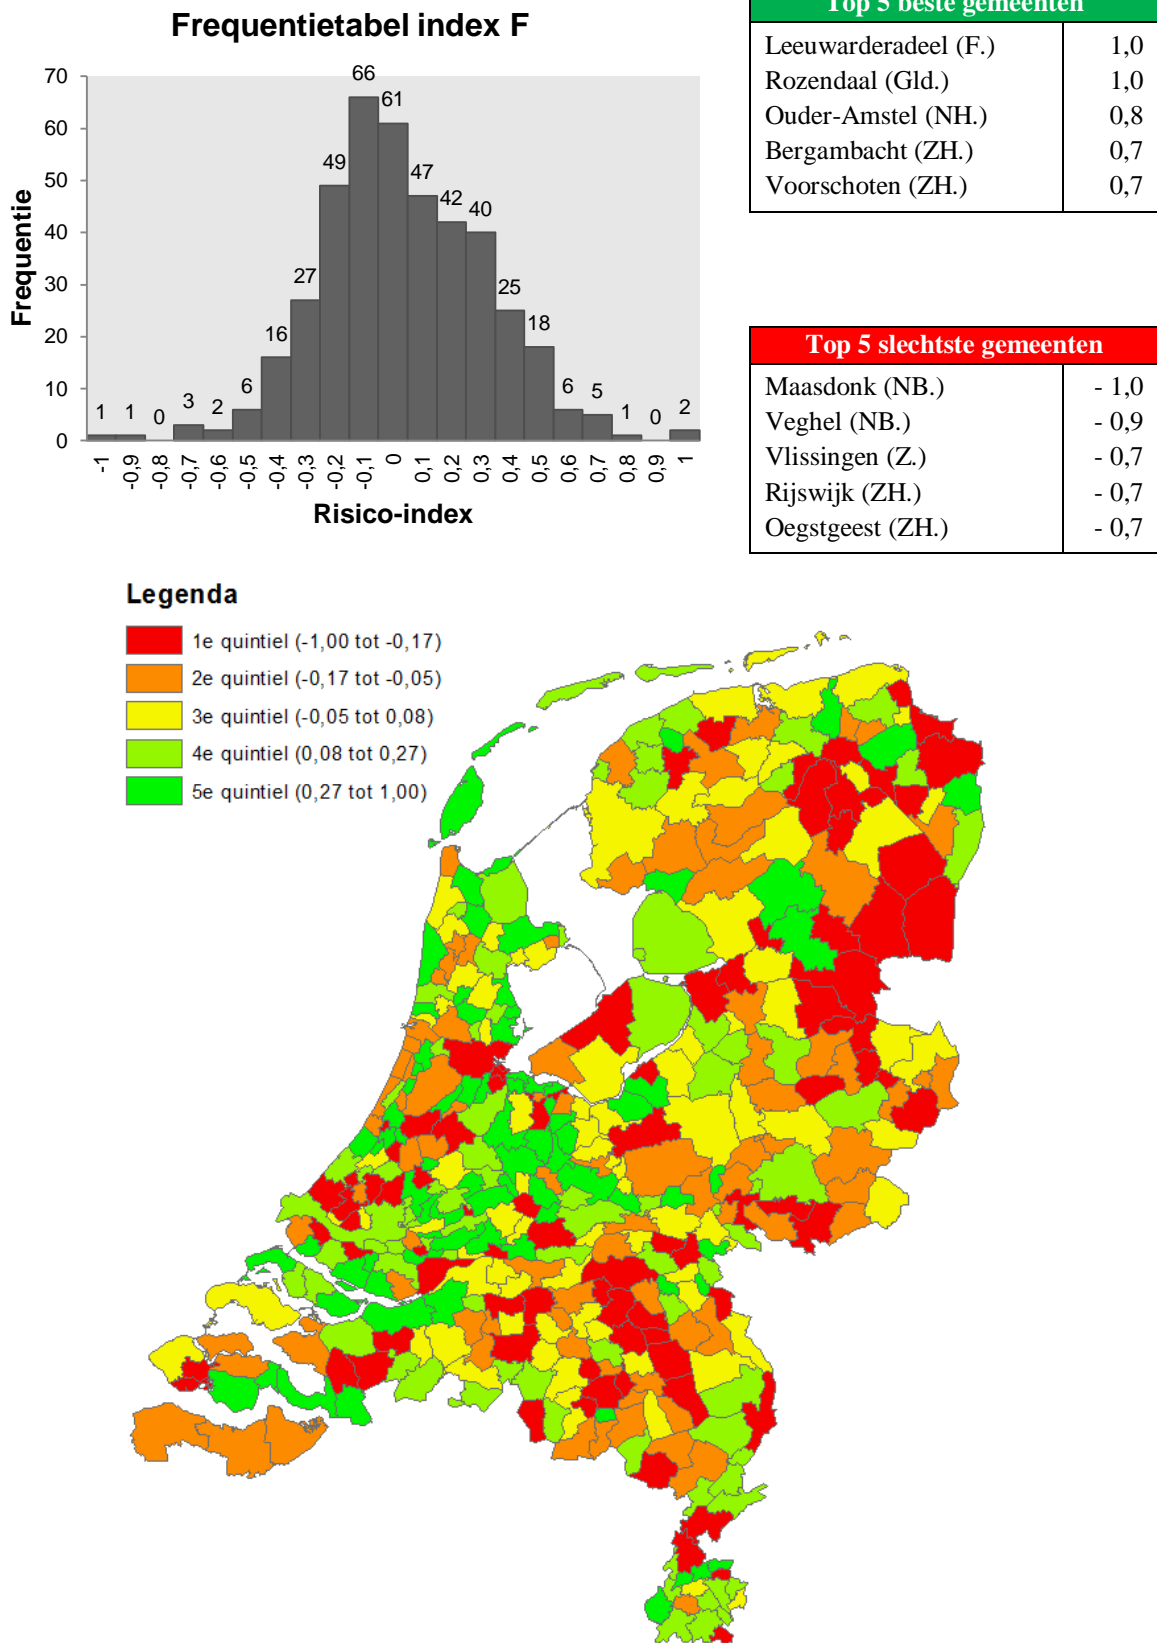 Frequentietabel index F
Frequentie
70
60
50
40
30
20
10
0
1 1 0 3 2 6 16 27 49 66 61 47 42 40 25 18 6 5 1 0 2
-1 -0,9 -0,8 -0,7 -0,6 -0,5 -0,4 -0,3 -0,2 -0,1 0 0,1 0,2 0,3 0,4 0,5 0,6 0,7 0,8 0,9 1
Risico-index
Top 5 beste gemeenten
Leeuwarderadeel (F.) 1,0
Rozendaal (Gld.) 1,0
Ouder-Amstel (NH.) 0,8
Bergambacht (ZH.) 0,7
Voorschoten (ZH.) 0,7
Top 5 slechtste gemeenten
Maasdonk (NB.) - 1,0
Veghel (NB.) - 0,9
Vlissingen (Z.) - 0,7
Rijswijk (ZH.) - 0,7
Oegstgeest (ZH.) - 0,7
Legenda
1e quintiel (-1,00 tot -0,17)
2e quintiel (-0,17 tot -0,05)
3e quintiel (-0,05 tot 0,08)
4e quintiel (0,08 tot 0,27)
5e quintiel (0,27 tot 1,00)